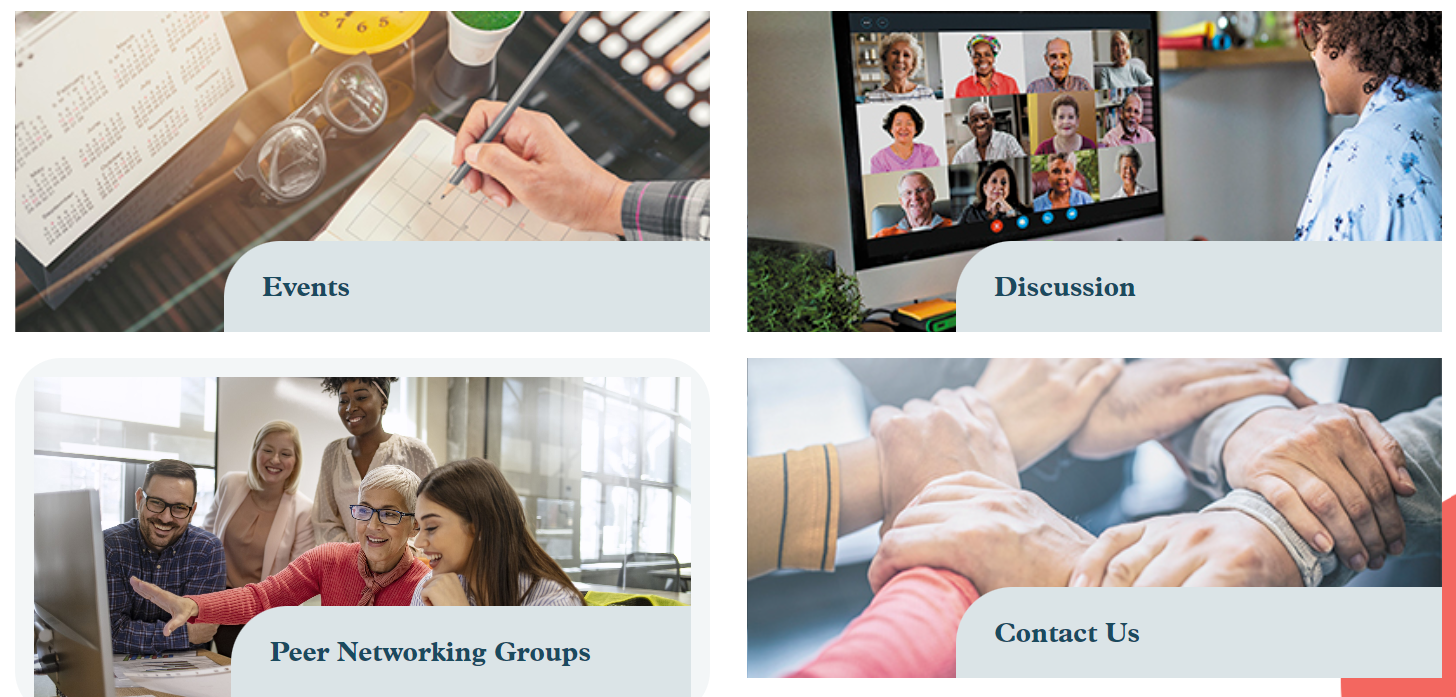 Events
Discussion
Peer Networking Groups
Contact Us